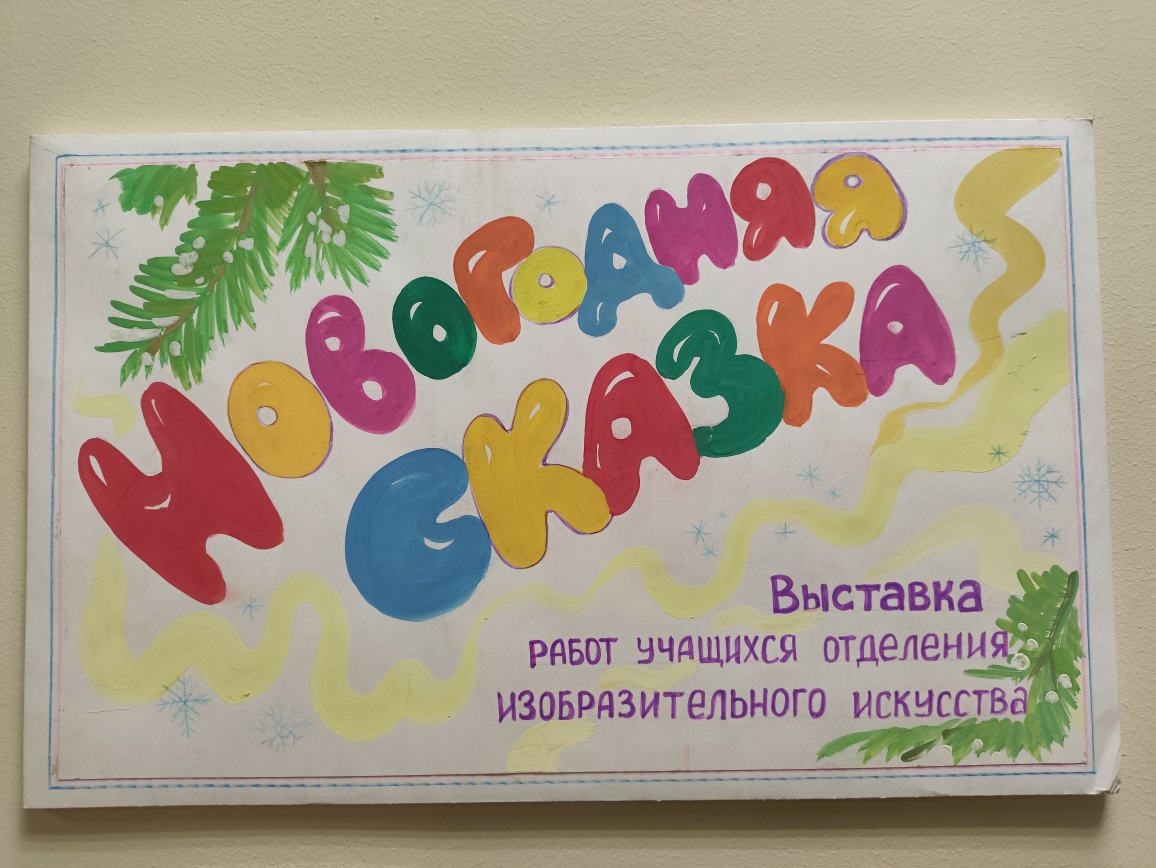 Новогодняя
сказка
Выставка
работ учащихся отделения
изобразительного искусства